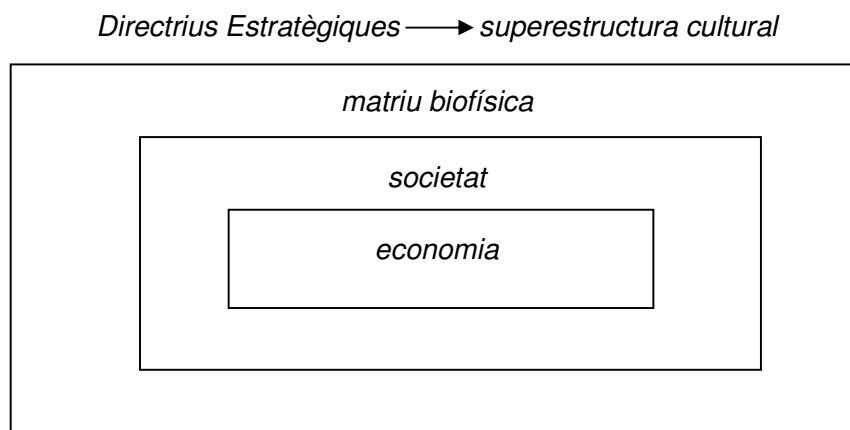 Directrius Estratègiques → superestructura cultural
matriu biofísica
societat
economia